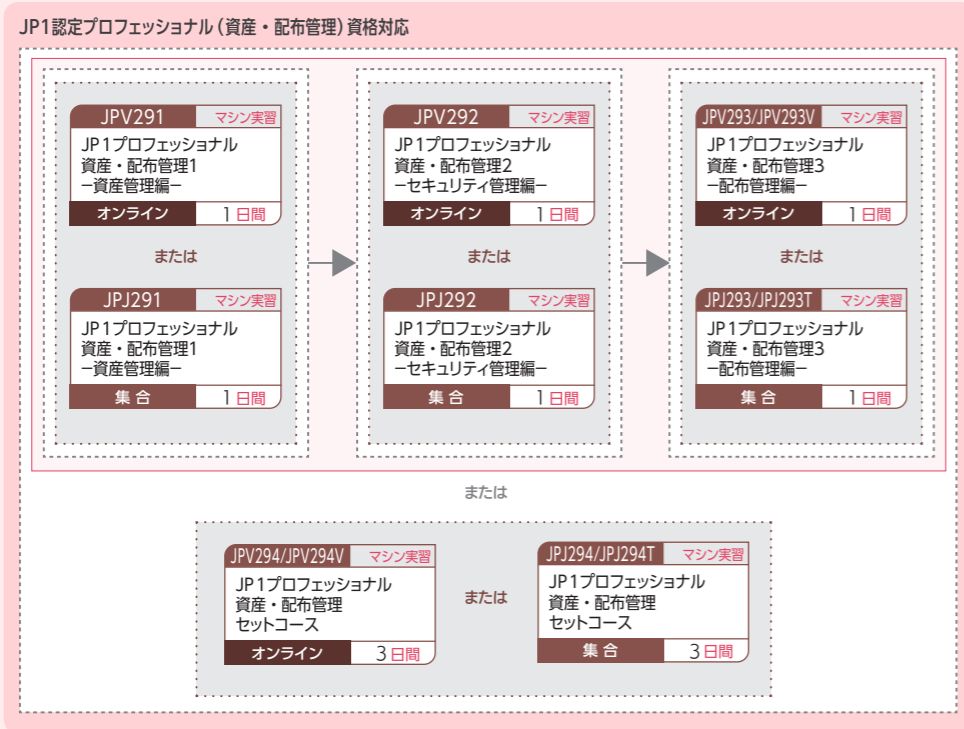 JP1認定プロフェッショナル（資産・配布管理）資格対応
JPV291 マシン実習
JP1プロフェッショナル
資産・配布管理1
−資産管理編−
オンライン 1日間
または
JPJ291 マシン実習
JP1プロフェッショナル
資産・配布管理1
−資産管理編−
集合 1日間
JPV292 マシン実習
JP1プロフェッショナル
資産・配布管理2
−セキュリティ管理編−
オンライン 1日間
または
JPJ292 マシン実習
JP1プロフェッショナル
資産・配布管理2
−セキュリティ管理編−
集合 1日間
JPV293/JPV293V マシン実習
JP1プロフェッショナル
資産・配布管理3
−配布管理編−
オンライン 1日間
または
JPJ293/JPJ293T マシン実習
JP1プロフェッショナル
資産・配布管理3
−配布管理編−
集合 1日間
または
JPV294/JPV294V マシン実習
JP1プロフェッショナル
資産・配布管理
セットコース
オンライン 3日間
または
JPJ294/JPJ294T マシン実習
JP1プロフェッショナル
資産・配布管理
セットコース
集合 3日間